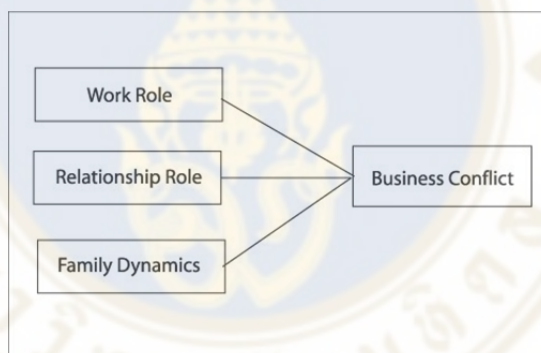 Work Role
Relationship Role
Business Conflict
Family Dynamics